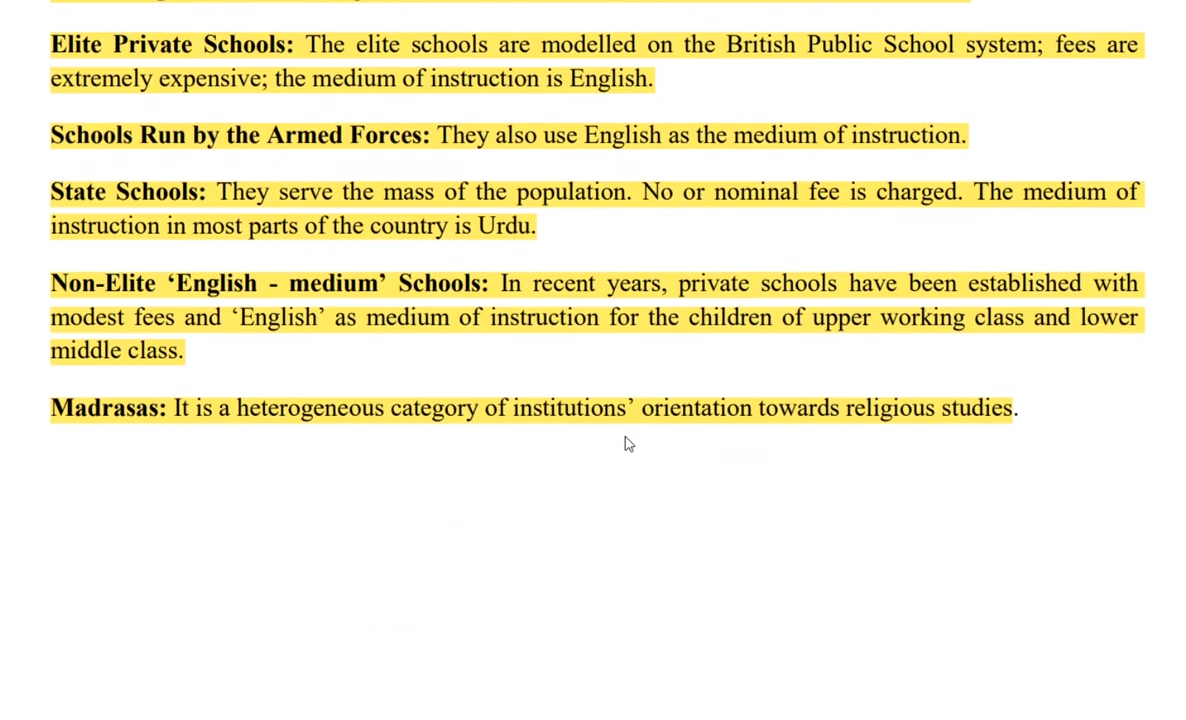 Elite Private Schools: The elite schools are modelled on the British Public School system; fees are
extremely expensive; the medium of instruction is English.
Schools Run by the Armed Forces: They also use English as the medium of instruction.
State Schools: They serve the mass of the population. No or nominal fee is charged. The medium of
instruction in most parts of the country is Urdu.
Non-Elite ‘English - medium’ Schools: In recent years, private schools have been established with
modest fees and ‘English’ as medium of instruction for the children of upper working class and lower
middle class.
Madrasas: It is a heterogeneous category of institutions’ orientation towards religious studies.